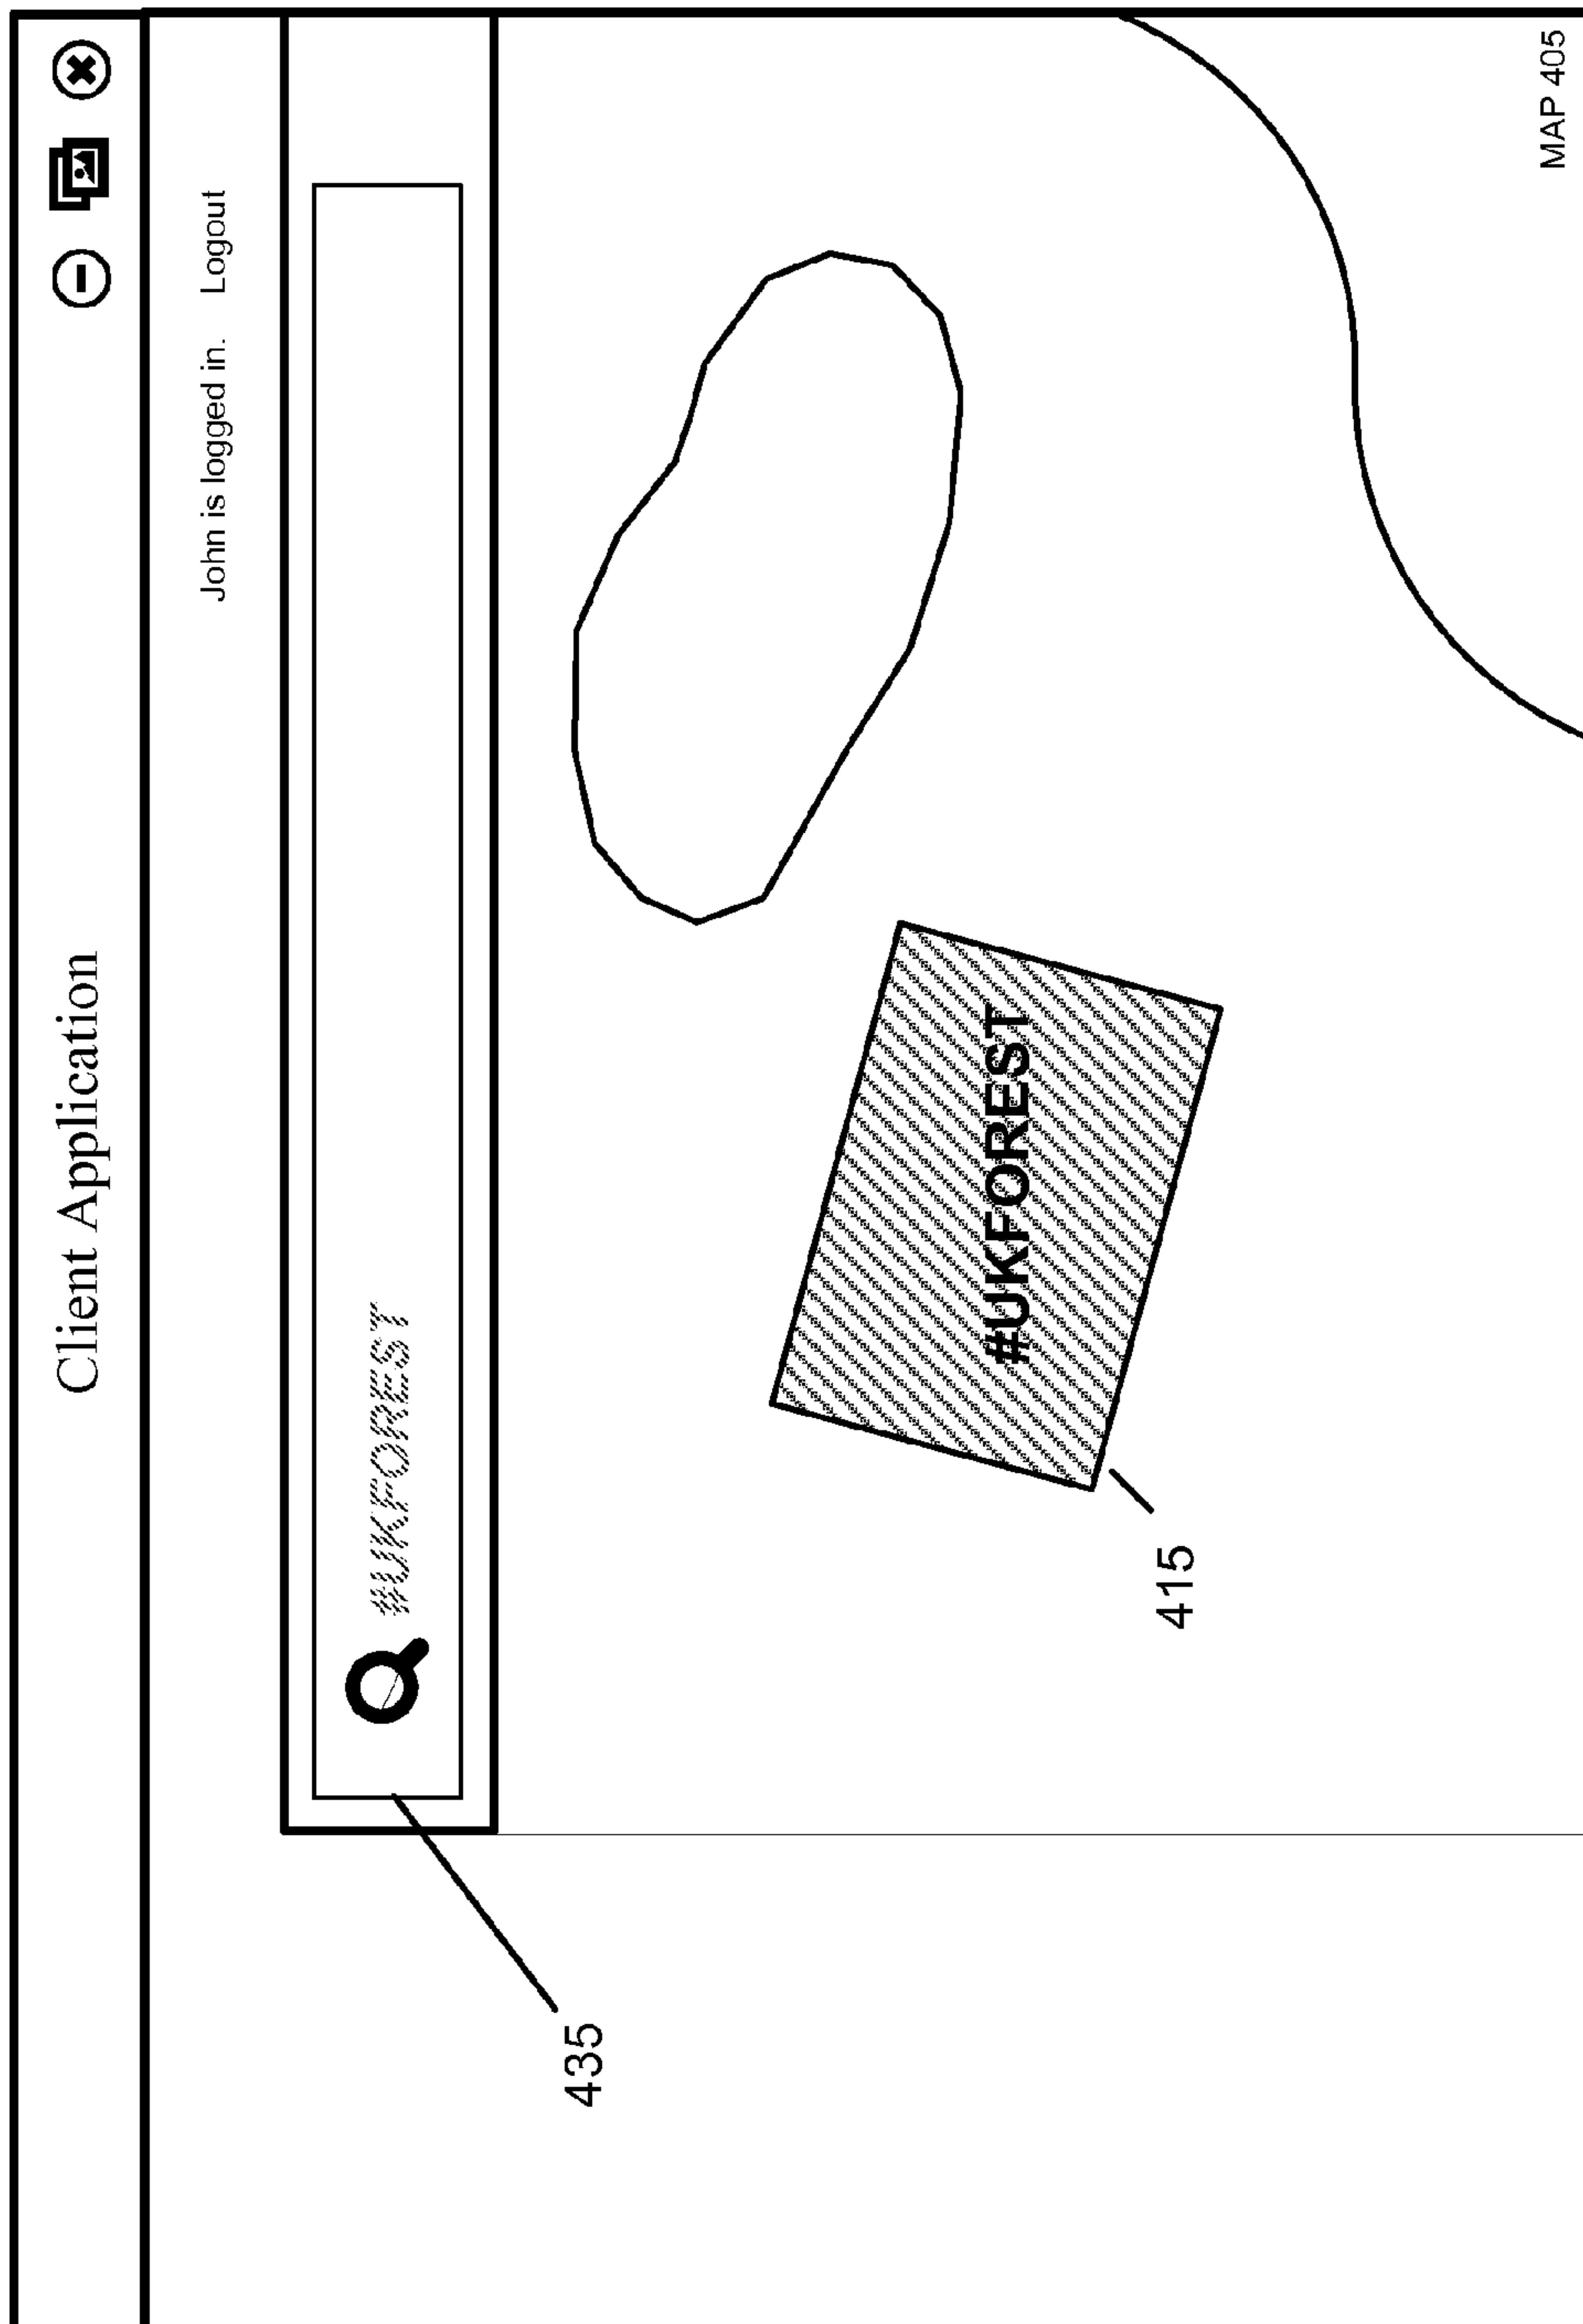 Client Application
John is logged in. Logout
#UKFOREST
435
#UKFOREST
415
MAP 405